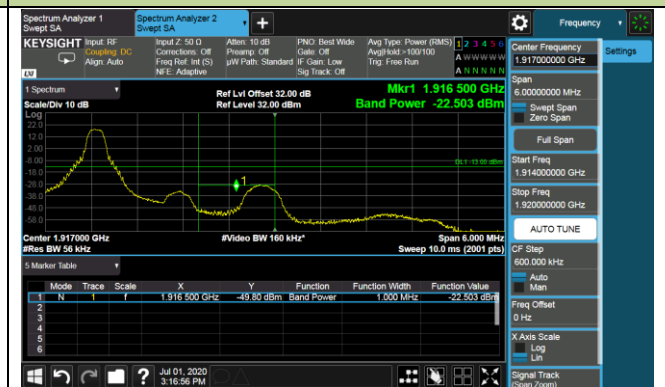 Spectrum Analyzer 1
Swept SA
Spectrum Analyzer 2
Swept SA
Frequency
KEYSIGHT
Input: RF
Coupling: DC
Align: Auto
Input Z: 50 Ω
Corrections: Off
Freq Ref: Int (S)
NFE: Adaptive
Atten: 10 dB
Preamp: Off
µW Path: Standard
PNO: Best Wide
Gate: Off
IF Gain: Low
Sig Track: Off
Avg Type: Power (RMS)
Avg|Hold:>100/100
Trig: Free Run
1 2 3 4 5 6
A W W W W W
A N N N N N
LXI
1 Spectrum
Scale/Div 10 dB
Ref Lvl Offset 32.00 dB
Ref Level 32.00 dBm
Mkr1 1.916 500 GHz
Band Power -22.503 dBm
Log
22.0
12.0
2.00
-8.00
-18.0
-28.0
-38.0
-48.0
-58.0
DL1 -13.00 dBm
1
Center 1.917000 GHz
#Res BW 56 kHz
#Video BW 160 kHz*
Span 6.000 MHz
Sweep 10.0 ms (2001 pts)
5 Marker Table
Mode Trace Scale X Y Function Function Width Function Value
1 N 1 f 1.916 500 GHz -49.80 dBm Band Power 1.000 MHz -22.503 dBm
2
3
4
5
6
Jul 01, 2020
3:16:56 PM
Center Frequency
1.917000000 GHz
Settings
Span
6.00000000 MHz
Swept Span
Zero Span
Full Span
Start Freq
1.914000000 GHz
Stop Freq
1.920000000 GHz
AUTO TUNE
CF Step
600.000 kHz
Auto
Man
Freq Offset
0 Hz
X Axis Scale
Log
Lin
Signal Track
(Span Zoom)